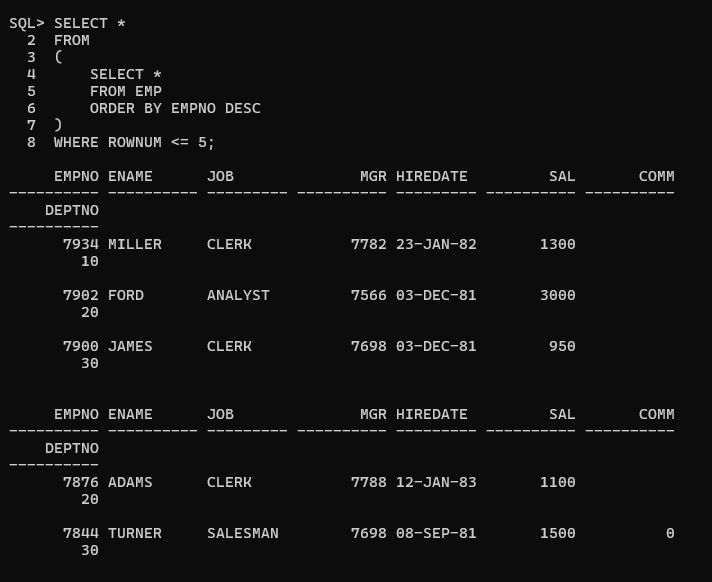 SQL> SELECT *
  2  FROM
  3  (
  4      SELECT *
  5      FROM EMP
  6      ORDER BY EMPNO DESC
  7  )
  8  WHERE ROWNUM <= 5;

     EMPNO ENAME      JOB              MGR HIREDATE         SAL       COMM
---------- ---------- --------- ---------- --------- ---------- ----------
    DEPTNO
----------
      7934 MILLER     CLERK           7782 23-JAN-82       1300
        10

      7902 FORD       ANALYST         7566 03-DEC-81       3000
        20

      7900 JAMES      CLERK           7698 03-DEC-81        950
        30


     EMPNO ENAME      JOB              MGR HIREDATE         SAL       COMM
---------- ---------- --------- ---------- --------- ---------- ----------
    DEPTNO
----------
      7876 ADAMS      CLERK           7788 12-JAN-83       1100
        20

      7844 TURNER     SALESMAN        7698 08-SEP-81       1500          0
        30